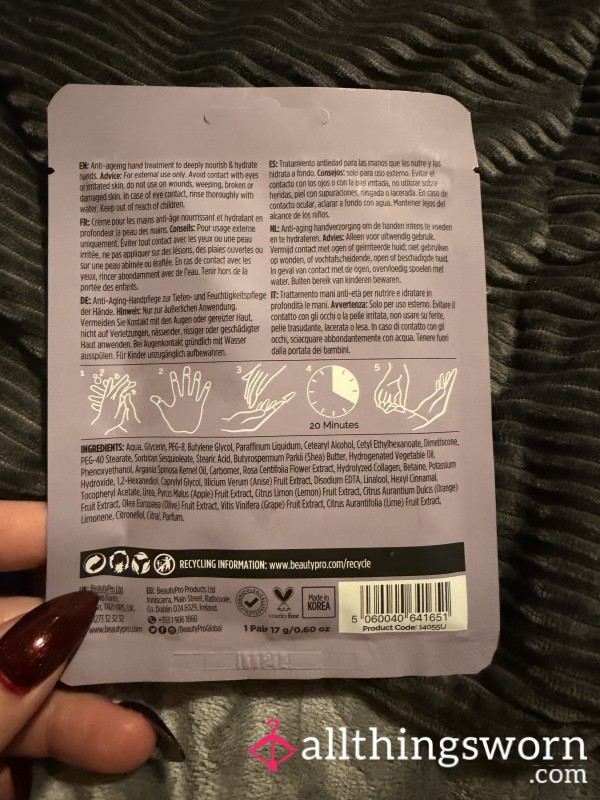 EN: Anti-ageing hand treatment to deeply nourish & hydrate
hands. Advice: For external use only. Avoid contact with eyes
or irritated skin, do not use on wounds, weeping, broken or
damaged skin. In case of eye contact, rinse thoroughly with
water. Keep out of reach of children.
FR: Crème pour les mains anti-âge nourrissant et hydratant en
profondeur la peau des mains. Conseils: Pour usage externe
uniquement. Éviter tout contact avec les yeux ou une peau
irritée, ne pas appliquer sur des lésions, des plaies ouvertes ou
sur une peau abîmée ou éraflée. En cas de contact avec les
yeux, rincer abondamment avec de l'eau. Tenir hors de la
portée des enfants.
DE: Anti-Aging-Handpflege zur Tiefen- und Feuchtigkeitspflege
der Hände. Hinweis: Nur zur äußerlichen Anwendung.
Vermeiden Sie Kontakt mit den Augen oder gereizter Haut,
nicht auf Verletzungen, nässender, rissiger oder geschädigter
Haut anwenden. Bei Augenkontakt gründlich mit Wasser
ausspülen. Für Kinder unzugänglich aufbewahren.
ES: Tratamiento antiedad para las manos que las nutre y las
hidrata a fondo. Consejos: solo para uso externo. Evitar el
contacto con los ojos o con la piel irritada, no utilizar sobre
heridas, piel con supuraciones, rasgada o lacerada. En caso de
contacto ocular, aclarar a fondo con agua. Mantener lejos del
alcance de los niños.
NL: Anti-aging handverzorging om de handen intens te voeden
en te hydrateren. Advies: Alleen voor uitwendig gebruik.
Vermijd contact met ogen of geïrriteerde huid; niet gebruiken
op wonden, of vochtafscheidende, open of beschadigde huid.
In geval van contact met de ogen, overvloedig spoelen met
water. Buiten bereik van kinderen bewaren.
IT: Trattamento mani anti-età per nutrire e idratare in
profondità le mani. Avvertenza: Solo per uso esterno. Evitare il
contatto con gli occhi o la pelle irritata, non usare su ferite,
pelle trasudante, lacerata o lesa. In caso di contatto con gli
occhi, sciacquare abbondantemente con acqua. Tenere fuori
dalla portata dei bambini.
1 2 3 4 5
20 Minutes
INGREDIENTS: Aqua, Glycerin, PEG-8, Butylene Glycol, Paraffinum Liquidum, Cetearyl Alcohol, Cetyl Ethylhexanoate, Dimethicone,
PEG-40 Stearate, Sorbitan Sesquioleate, Stearic Acid, Butyrospermum Parkii (Shea) Butter, Hydrogenated Vegetable Oil,
Phenoxyethanol, Argania Spinosa Kernel Oil, Carbomer, Rosa Centifolia Flower Extract, Hydrolyzed Collagen, Betaine, Potassium
Hydroxide, 1,2-Hexanediol, Caprylyl Glycol, Illicium Verum (Anise) Fruit Extract, Disodium EDTA, Linalool, Hexyl Cinnamal,
Tocopheryl Acetate, Urea, Pyrus Malus (Apple) Fruit Extract, Citrus Limon (Lemon) Fruit Extract, Citrus Aurantium Dulcis (Orange)
Fruit Extract, Olea Europaea (Olive) Fruit Extract, Vitis Vinifera (Grape) Fruit Extract, Citrus Aurantifolia (Lime) Fruit Extract,
Limonene, Citronellol, Citral, Parfum.
RECYCLING INFORMATION: www.beautypro.com/recycle
BeautyPro Ltd
Farm,
TN21 0RS, UK.
1273 32 32 32
www.beautypro.com
EU: BeautyPro Products Ltd
Inniscarra, Main Street, Rathcoole,
Co. Dublin D24 E029, Ireland.
+353 1 906 1860
/BeautyProGlobal
crueltyfree
Made in
KOREA
1 Pair 17 g/0.60 oz
5 060040 641651
Product Code: 14055U
allthingsworn
.com